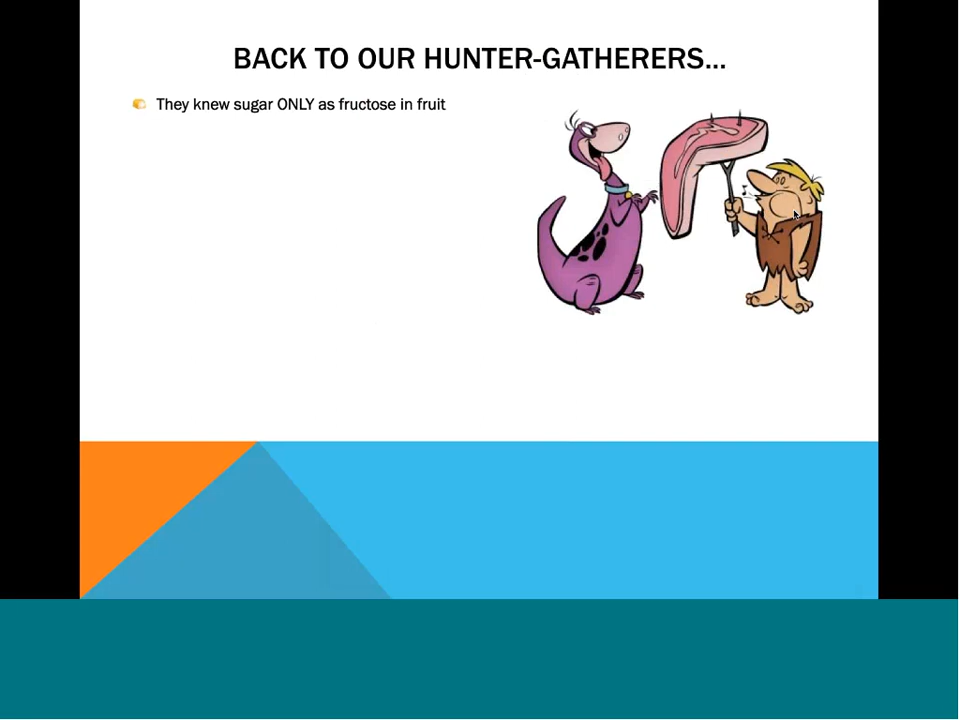 BACK TO OUR HUNTER-GATHERERS...
They knew sugar ONLY as fructose in fruit